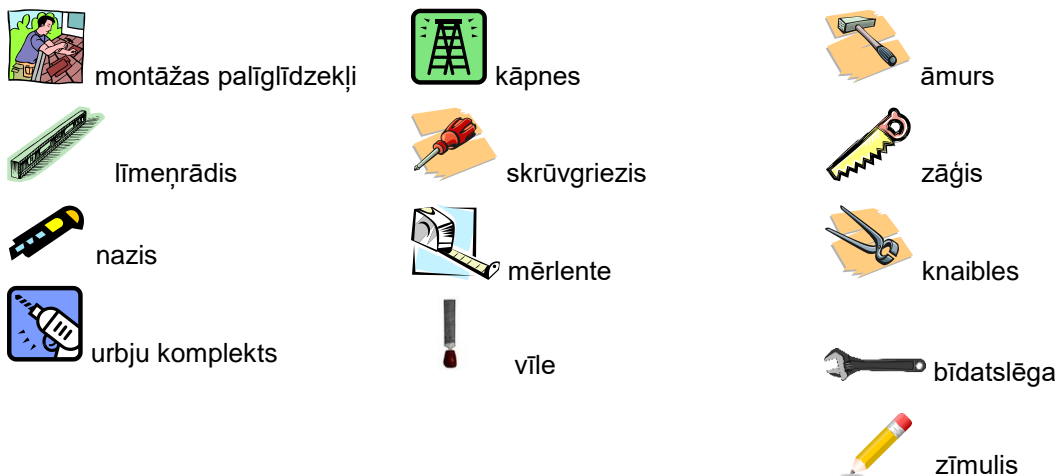 montāžas palīglīdzekļi
kāpnes
āmurs
līmeņrādis
skrūvgriezis
zāģis
nazis
mērlente
knaibles
urbju komplekts
vīle
bīdatslēga
zīmulis